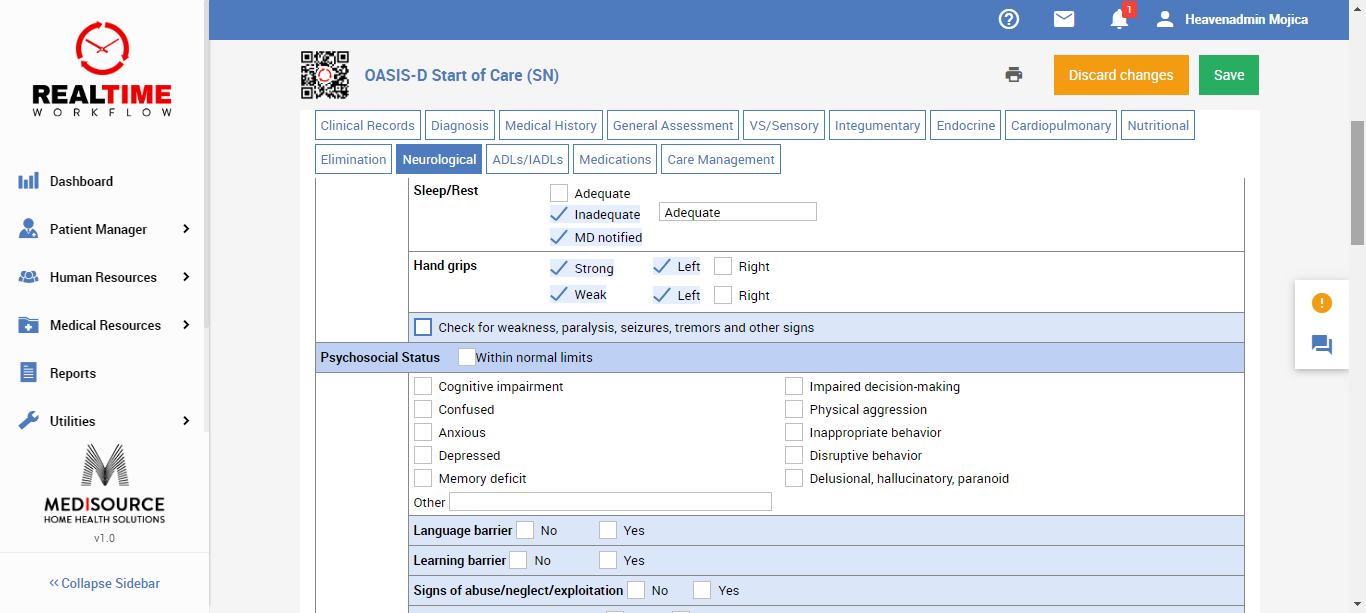 1
Heavenadmin Mojica
REALTIME
WORKFLOW
OASIS-D Start of Care (SN)
Discard changes
Save
Clinical Records
Diagnosis
Medical History
General Assessment
VS/Sensory
Integumentary
Endocrine
Cardiopulmonary
Nutritional
Elimination
Neurological
ADLs/IADLs
Medications
Care Management
Dashboard
Patient Manager
Human Resources
Medical Resources
Reports
Utilities
MEDISOURCE
HOME HEALTH SOLUTIONS
v1.0
Collapse Sidebar
Sleep/Rest
Adequate
Inadequate
Adequate
MD notified
Hand grips
Strong
Left
Right
Weak
Left
Right
Check for weakness, paralysis, seizures, tremors and other signs
Psychosocial Status
Within normal limits
Cognitive impairment
Impaired decision-making
Confused
Physical aggression
Anxious
Inappropriate behavior
Depressed
Disruptive behavior
Memory deficit
Delusional, hallucinatory, paranoid
Other
Language barrier
No
Yes
Learning barrier
No
Yes
Signs of abuse/neglect/exploitation
No
Yes